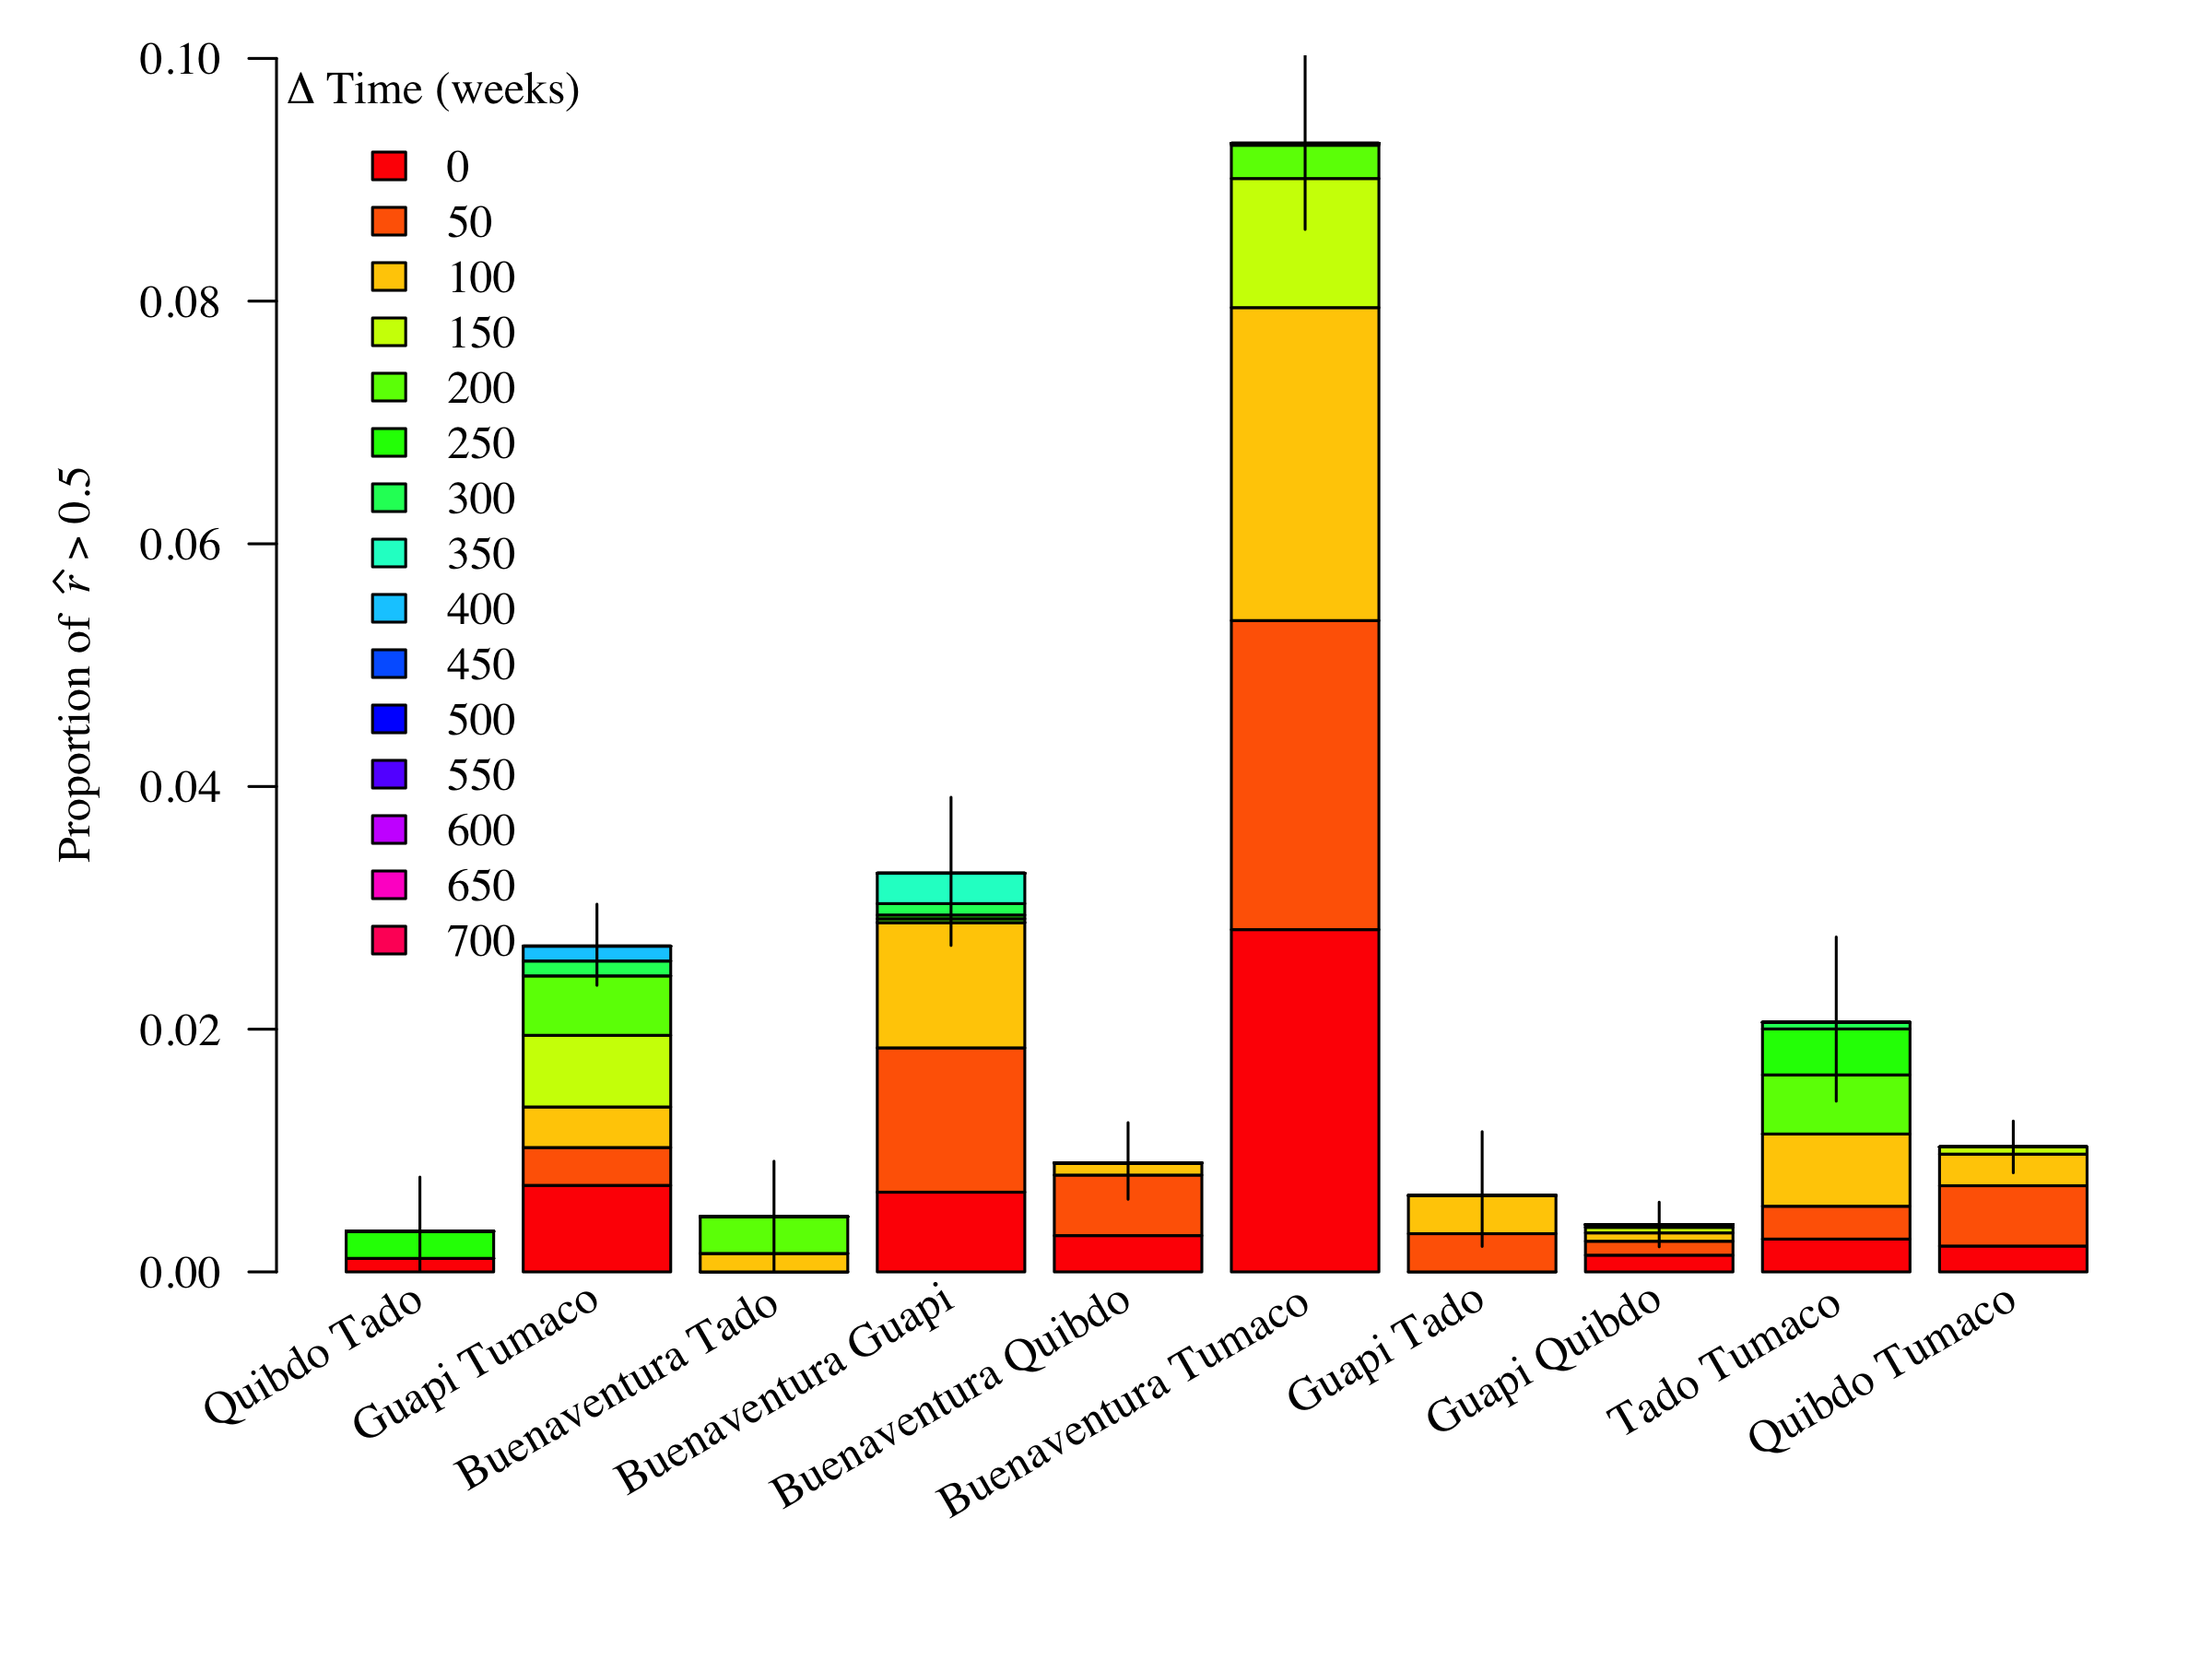 0.10
0.08
0.06
0.04
0.02
0.00
Proportion of r̂ > 0.5
Δ Time (weeks)
0
50
100
150
200
250
300
350
400
450
500
550
600
650
700
Quibdo Tado
Guapi Tumaco
Buenaventura Tado
Buenaventura Guapi
Buenaventura Quibdo
Buenaventura Tumaco
Guapi Tado
Guapi Quibdo
Tado Tumaco
Quibdo Tumaco